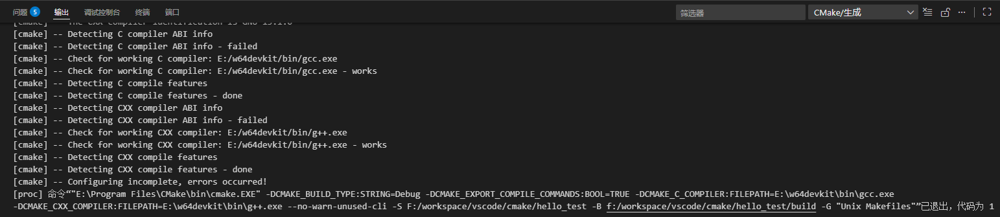 问题 5 输出 调试控制台 终端 端口 筛选器 CMake/生成
[cmake] -- The CXX compiler identification is GNU
[cmake] -- Detecting C compiler ABI info
[cmake] -- Detecting C compiler ABI info - failed
[cmake] -- Check for working C compiler: E:/w64devkit/bin/gcc.exe
[cmake] -- Check for working C compiler: E:/w64devkit/bin/gcc.exe - works
[cmake] -- Detecting C compile features
[cmake] -- Detecting C compile features - done
[cmake] -- Detecting CXX compiler ABI info
[cmake] -- Detecting CXX compiler ABI info - failed
[cmake] -- Check for working CXX compiler: E:/w64devkit/bin/g++.exe
[cmake] -- Check for working CXX compiler: E:/w64devkit/bin/g++.exe - works
[cmake] -- Detecting CXX compile features
[cmake] -- Detecting CXX compile features - done
[cmake] -- Configuring incomplete, errors occurred!
[proc] 命令“"E:\Program Files\CMake\bin\cmake.EXE" -DCMAKE_BUILD_TYPE:STRING=Debug -DCMAKE_EXPORT_COMPILE_COMMANDS:BOOL=TRUE -DCMAKE_C_COMPILER:FILEPATH=E:\w64devkit\bin\gcc.exe
-DCMAKE_CXX_COMPILER:FILEPATH=E:\w64devkit\bin\g++.exe --no-warn-unused-cli -S F:/workspace/vscode/cmake/hello_test -B f:/workspace/vscode/cmake/hello_test/build -G "Unix Makefiles"”已退出，代码为 1